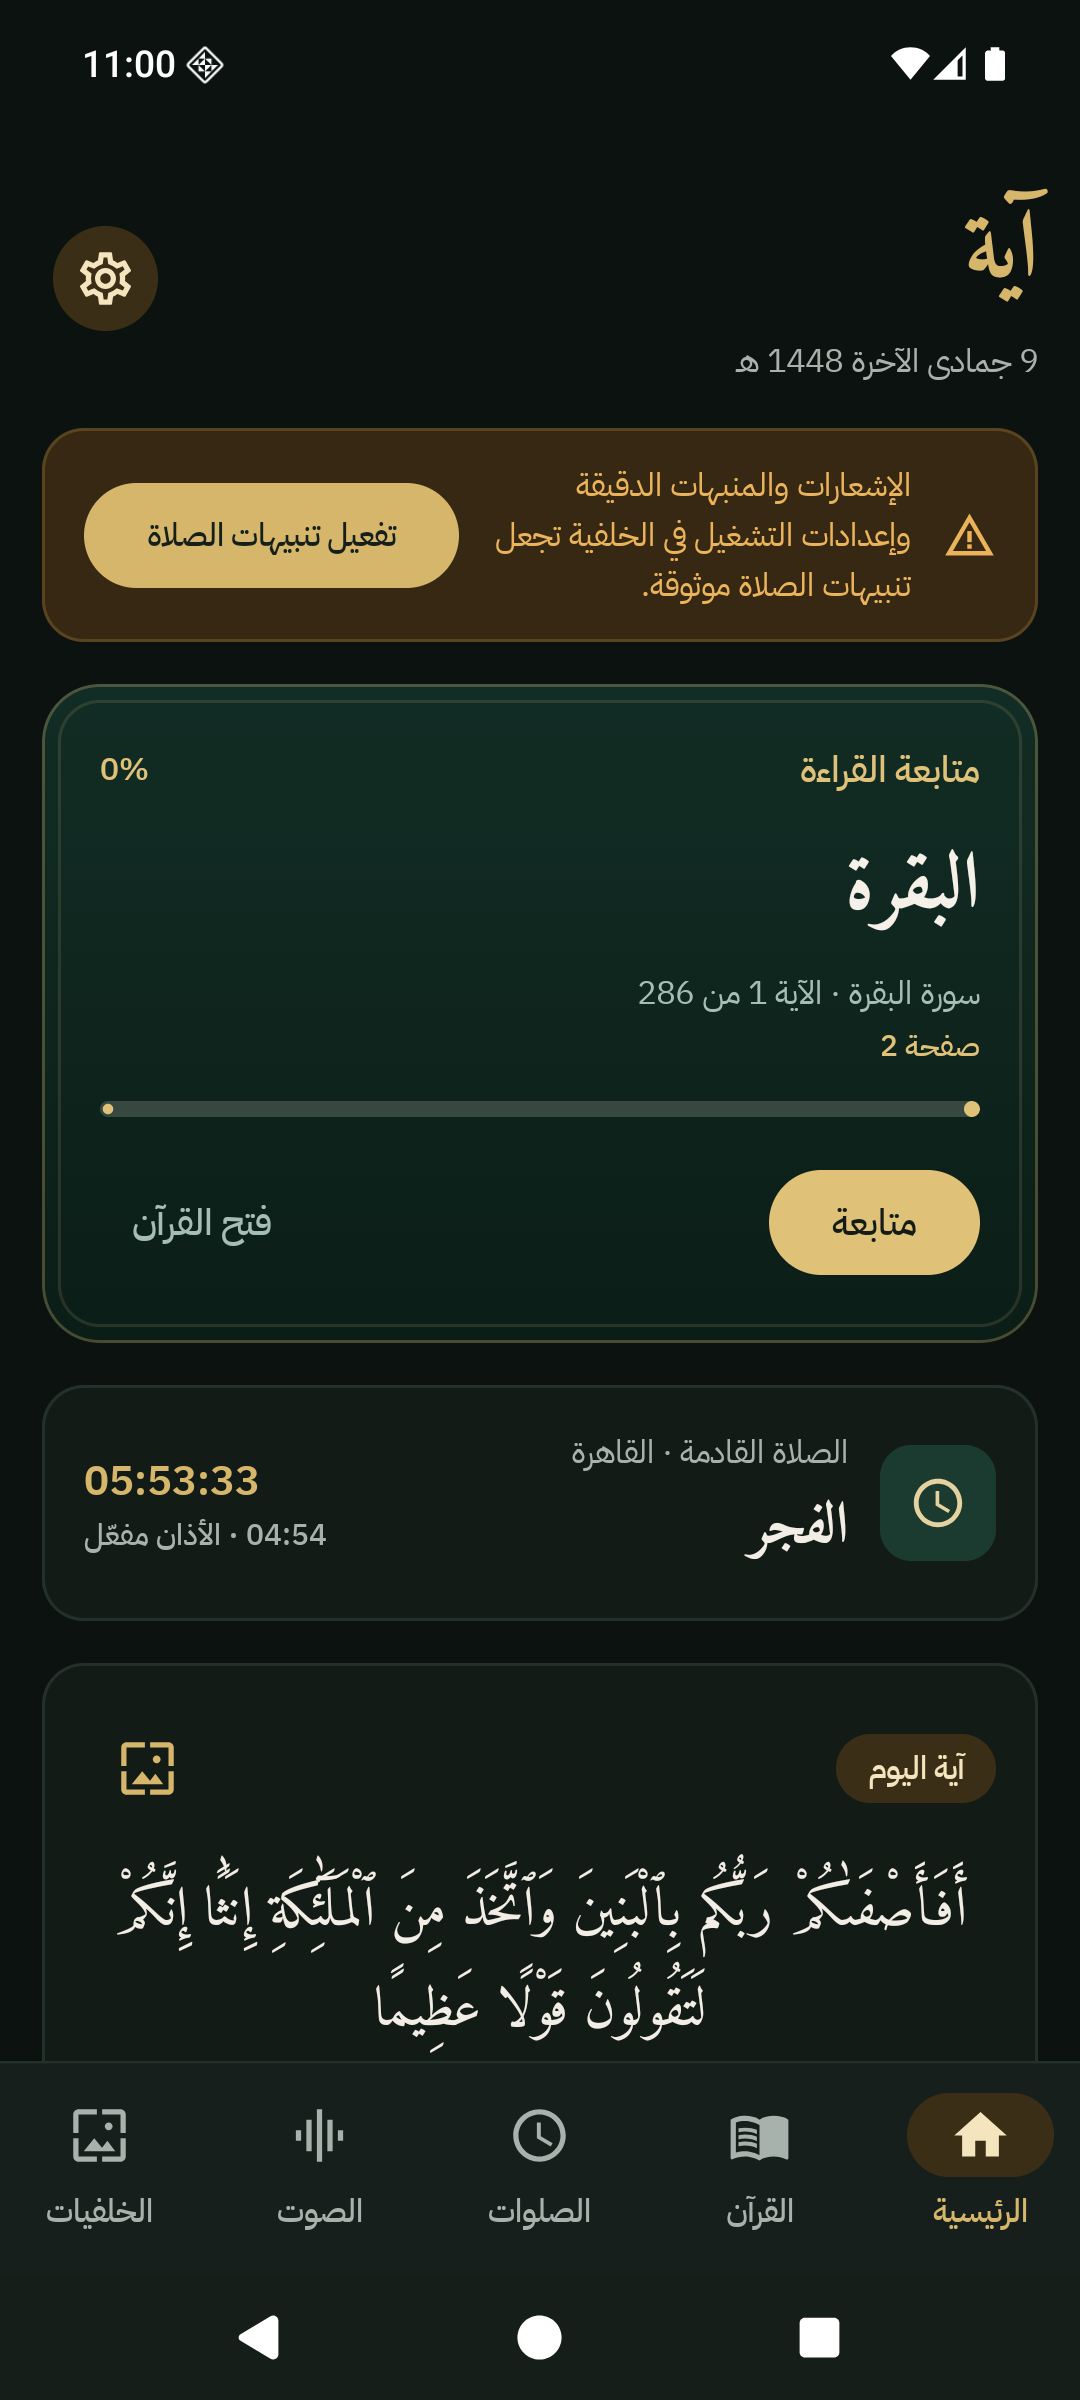 11:00
آية
9 جمادى الآخرة 1448 هـ
الإشعارات والمنبهات الدقيقة
وإعدادات التشغيل في الخلفية تجعل
تنبيهات الصلاة موثوقة.
تفعيل تنبيهات الصلاة
متابعة القراءة
0%
البقرة
سورة البقرة · الآية 1 من 286
صفحة 2
متابعة
فتح القرآن
الصلاة القادمة · القاهرة
الفجر
05:53:33
04:54 · الأذان مفعّل
آية اليوم
أَفَأَصْفَىٰكُمْ رَبُّكُم بِٱلْبَنِينَ وَٱتَّخَذَ مِنَ ٱلْمَلَٰٓئِكَةِ إِنَٰثًا إِنَّكُمْ
لَتَقُولُونَ قَوْلًا عَظِيمًا
الرئيسية
القرآن
الصلوات
الصوت
الخلفيات